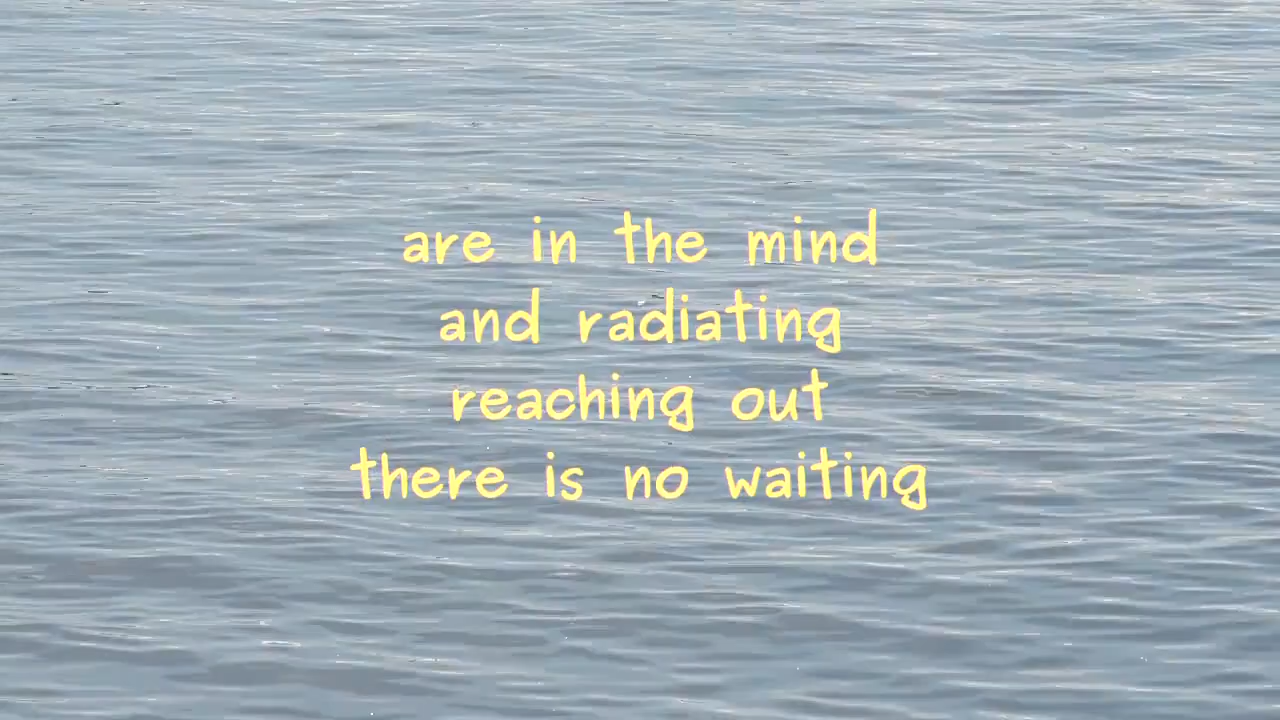 are in the mind
and radiating
reaching out
there is no waiting